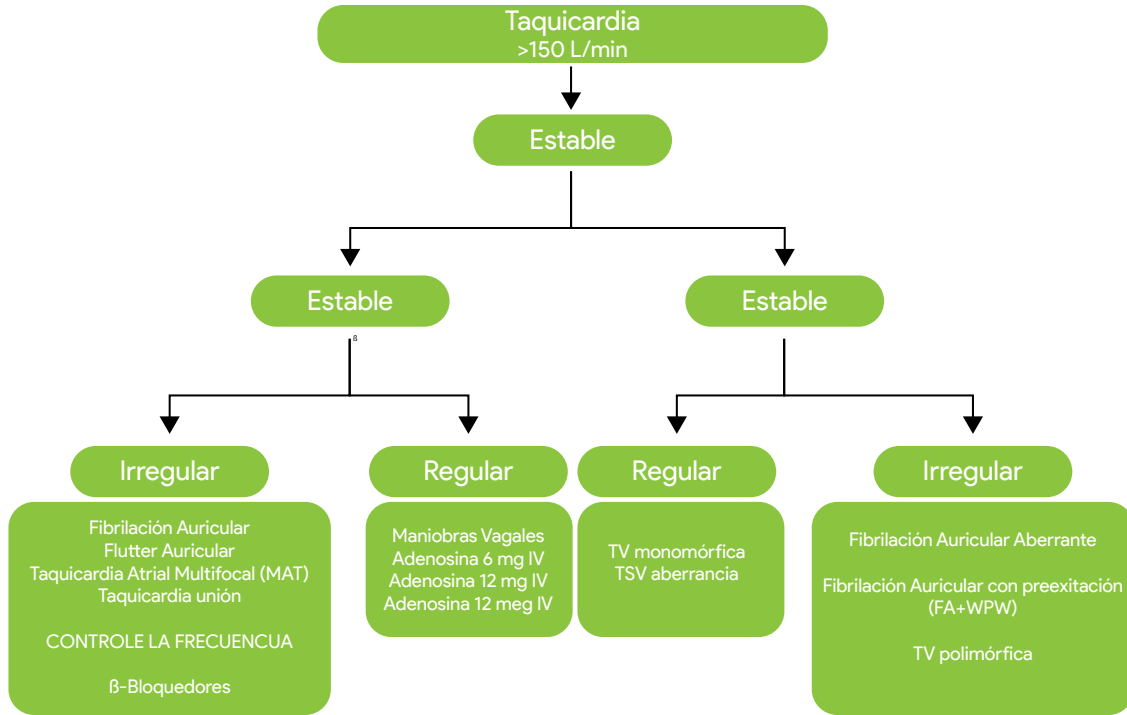 Taquicardia
>150 L/min
Estable
Estable
Estable
ß
Irregular
Regular
Regular
Irregular
Fibrilación Auricular
Flutter Auricular
Taquicardia Atrial Multifocal (MAT)
Taquicardia unión
CONTROLE LA FRECUENCUA
ß-Bloquedores
Maniobras Vagales
Adenosina 6 mg IV
Adenosina 12 mg IV
Adenosina 12 meg IV
TV monomórfica
TSV aberrancia
Fibrilación Auricular Aberrante
Fibrilación Auricular con preexitación
(FA+WPW)
TV polimórfica